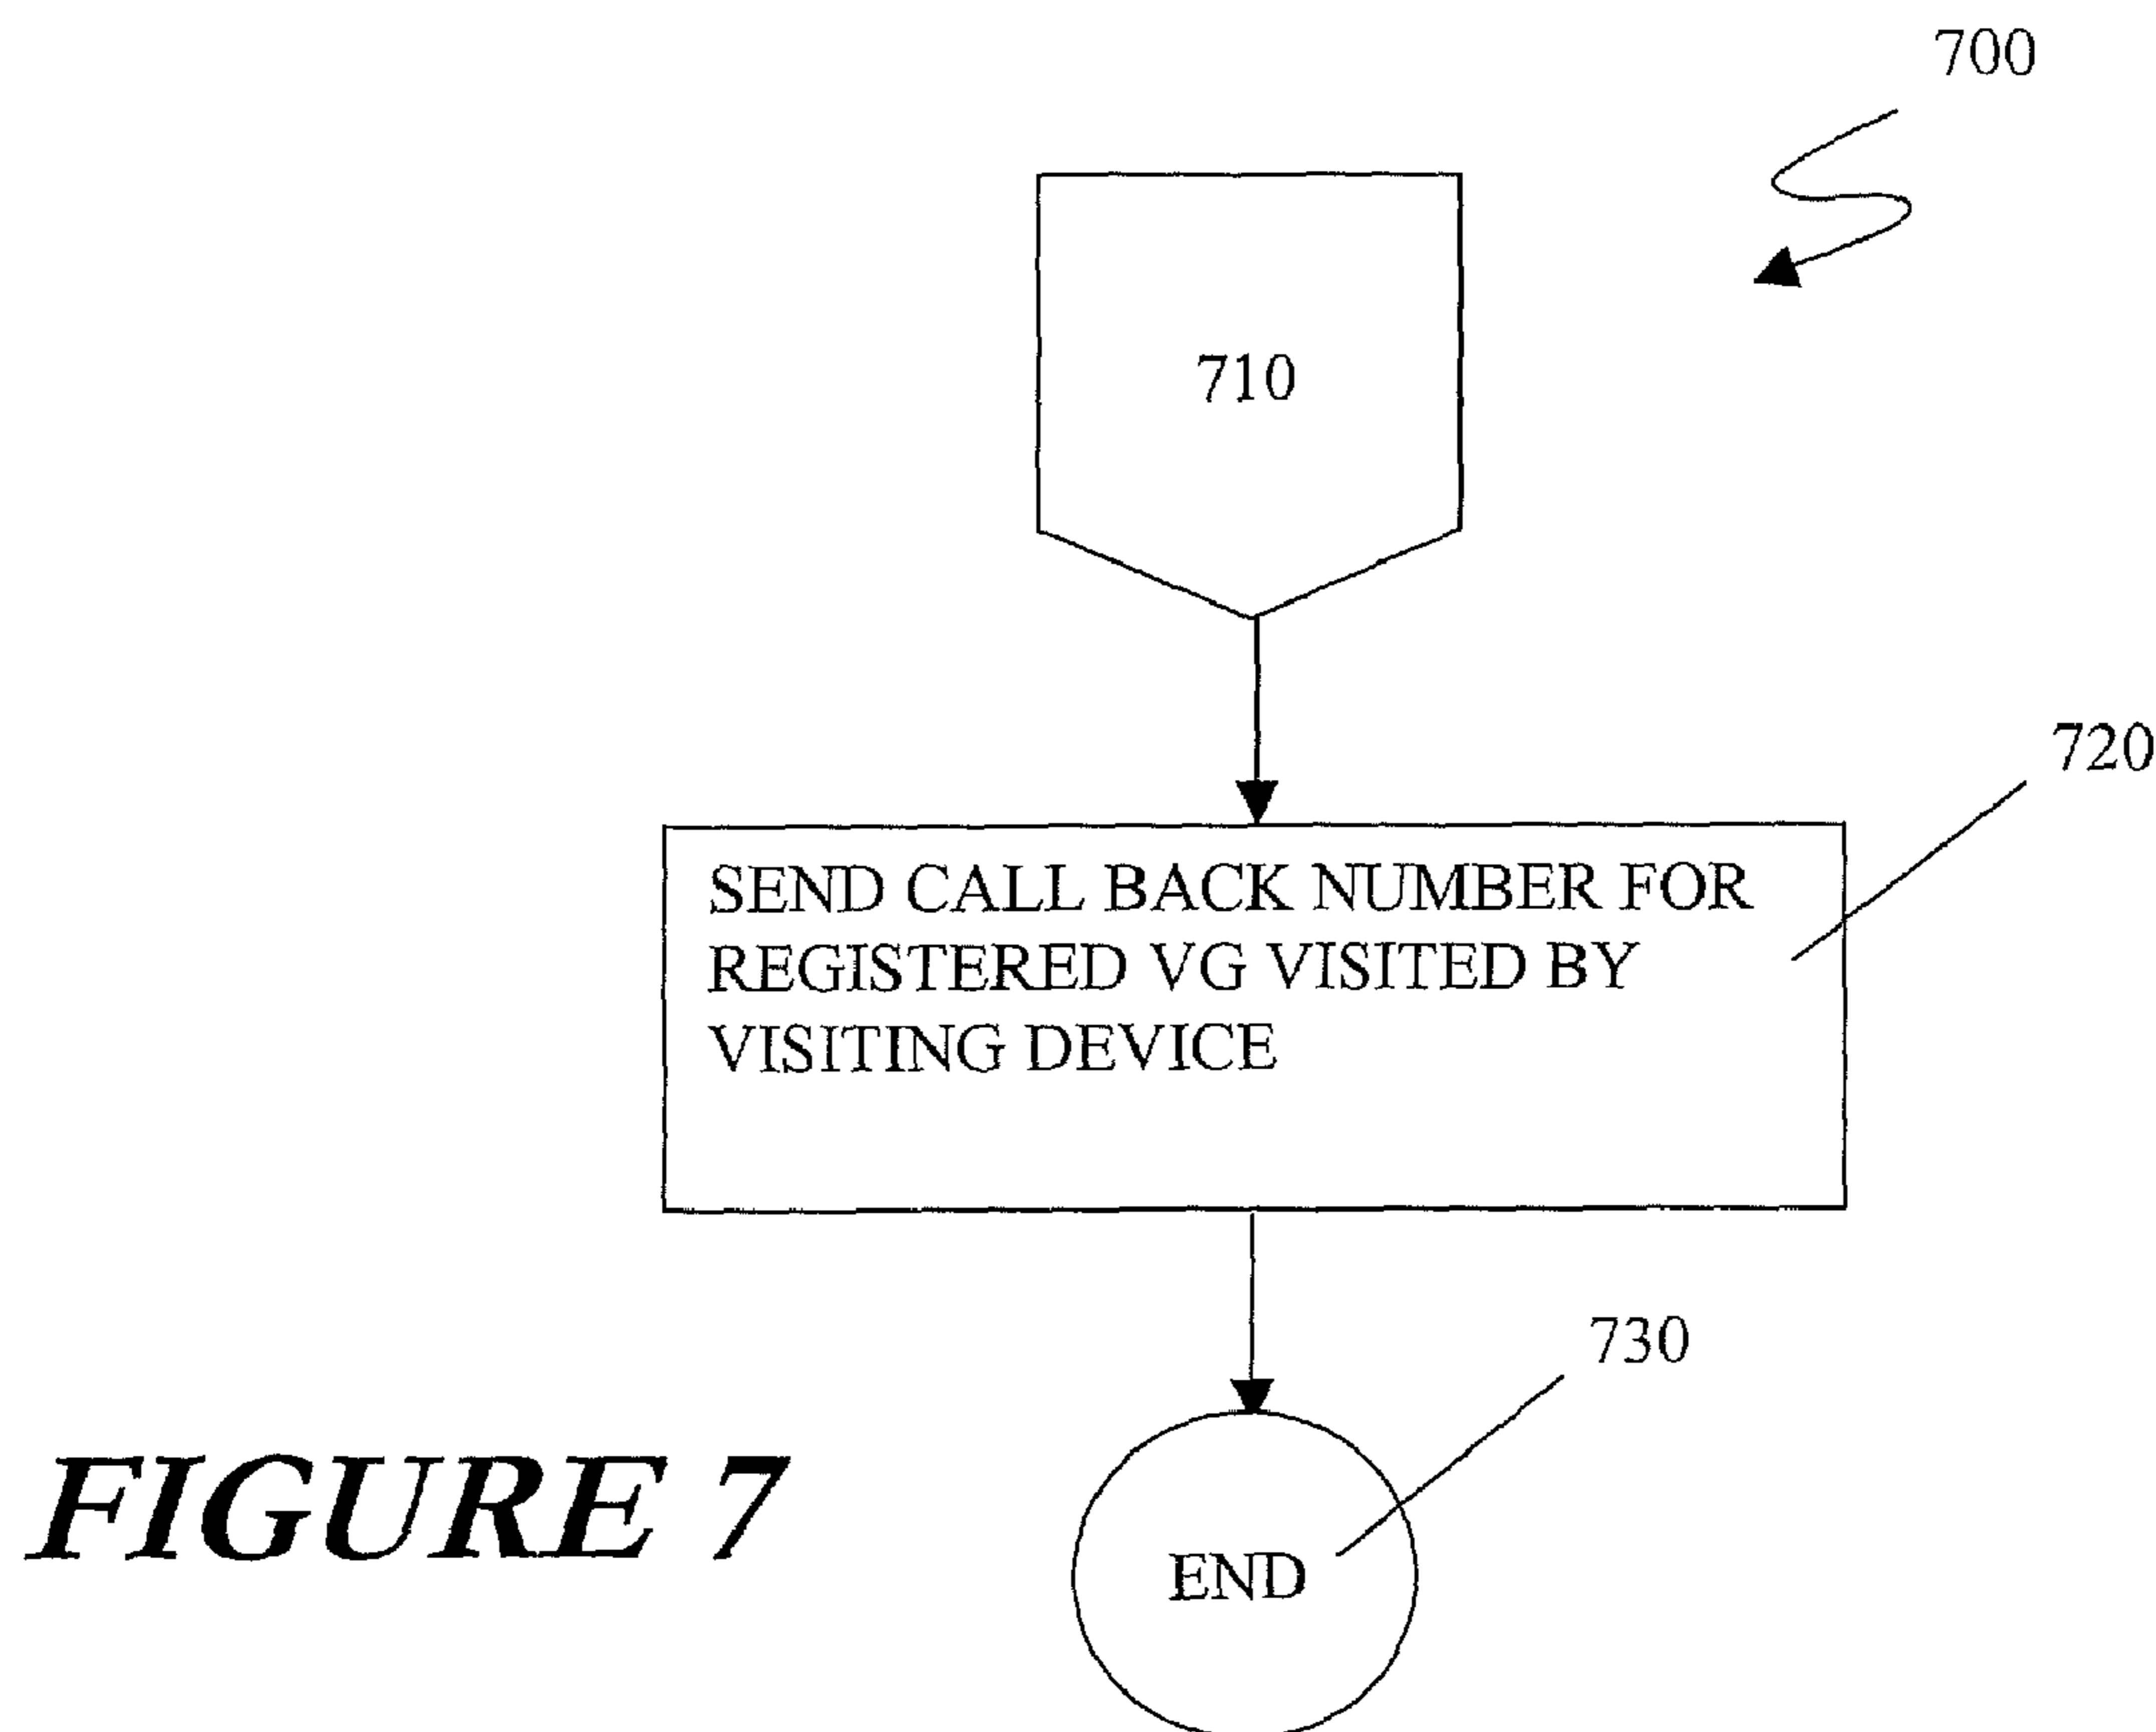 700
710
720
SEND CALL BACK NUMBER FOR
REGISTERED VG VISITED BY
VISITING DEVICE
730
FIGURE 7
END